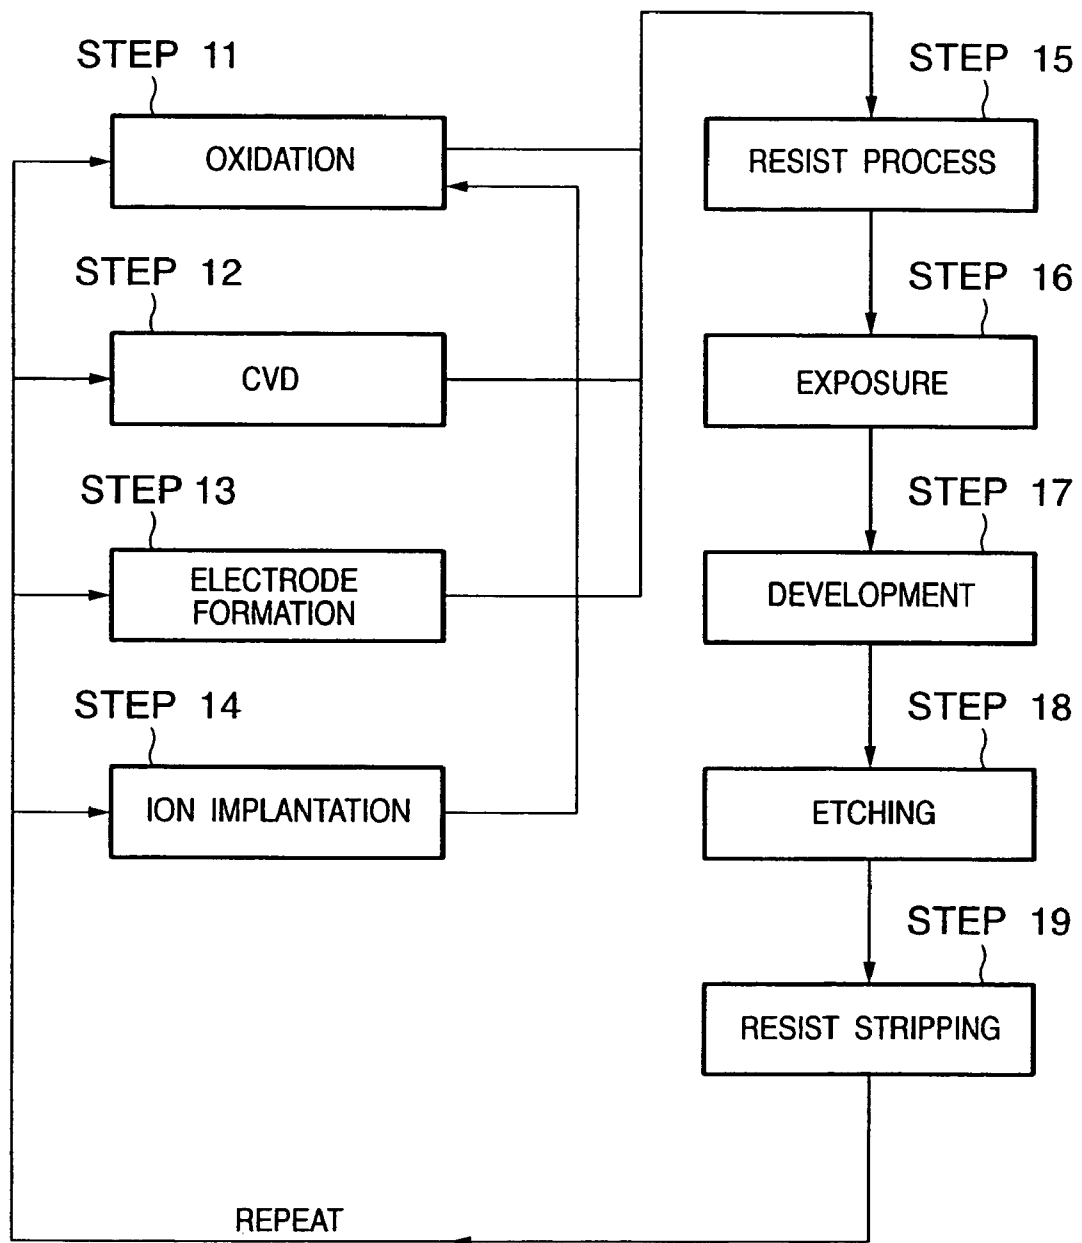 STEP 11
OXIDATION
STEP 12
CVD
STEP 13
ELECTRODE
FORMATION
STEP 14
ION IMPLANTATION
STEP 15
RESIST PROCESS
STEP 16
EXPOSURE
STEP 17
DEVELOPMENT
STEP 18
ETCHING
STEP 19
RESIST STRIPPING
REPEAT